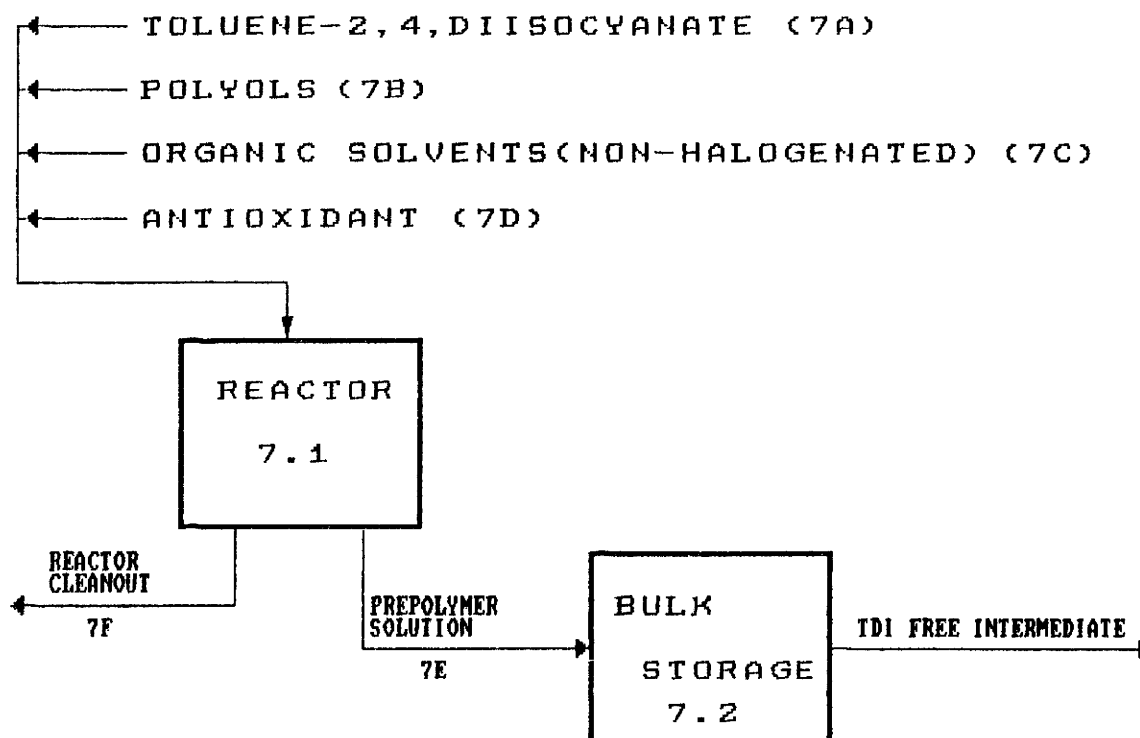 TOLUENE-2,4,DIISOCYANATE (7A)
POLYOLS (7B)
ORGANIC SOLVENTS(NON-HALOGENATED) (7C)
ANTIOXIDANT (7D)
REACTOR
7.1
REACTOR
CLEANOUT
7F
PREPOLYMER
SOLUTION
7E
BULK
STORAGE
7.2
TDI FREE INTERMEDIATE